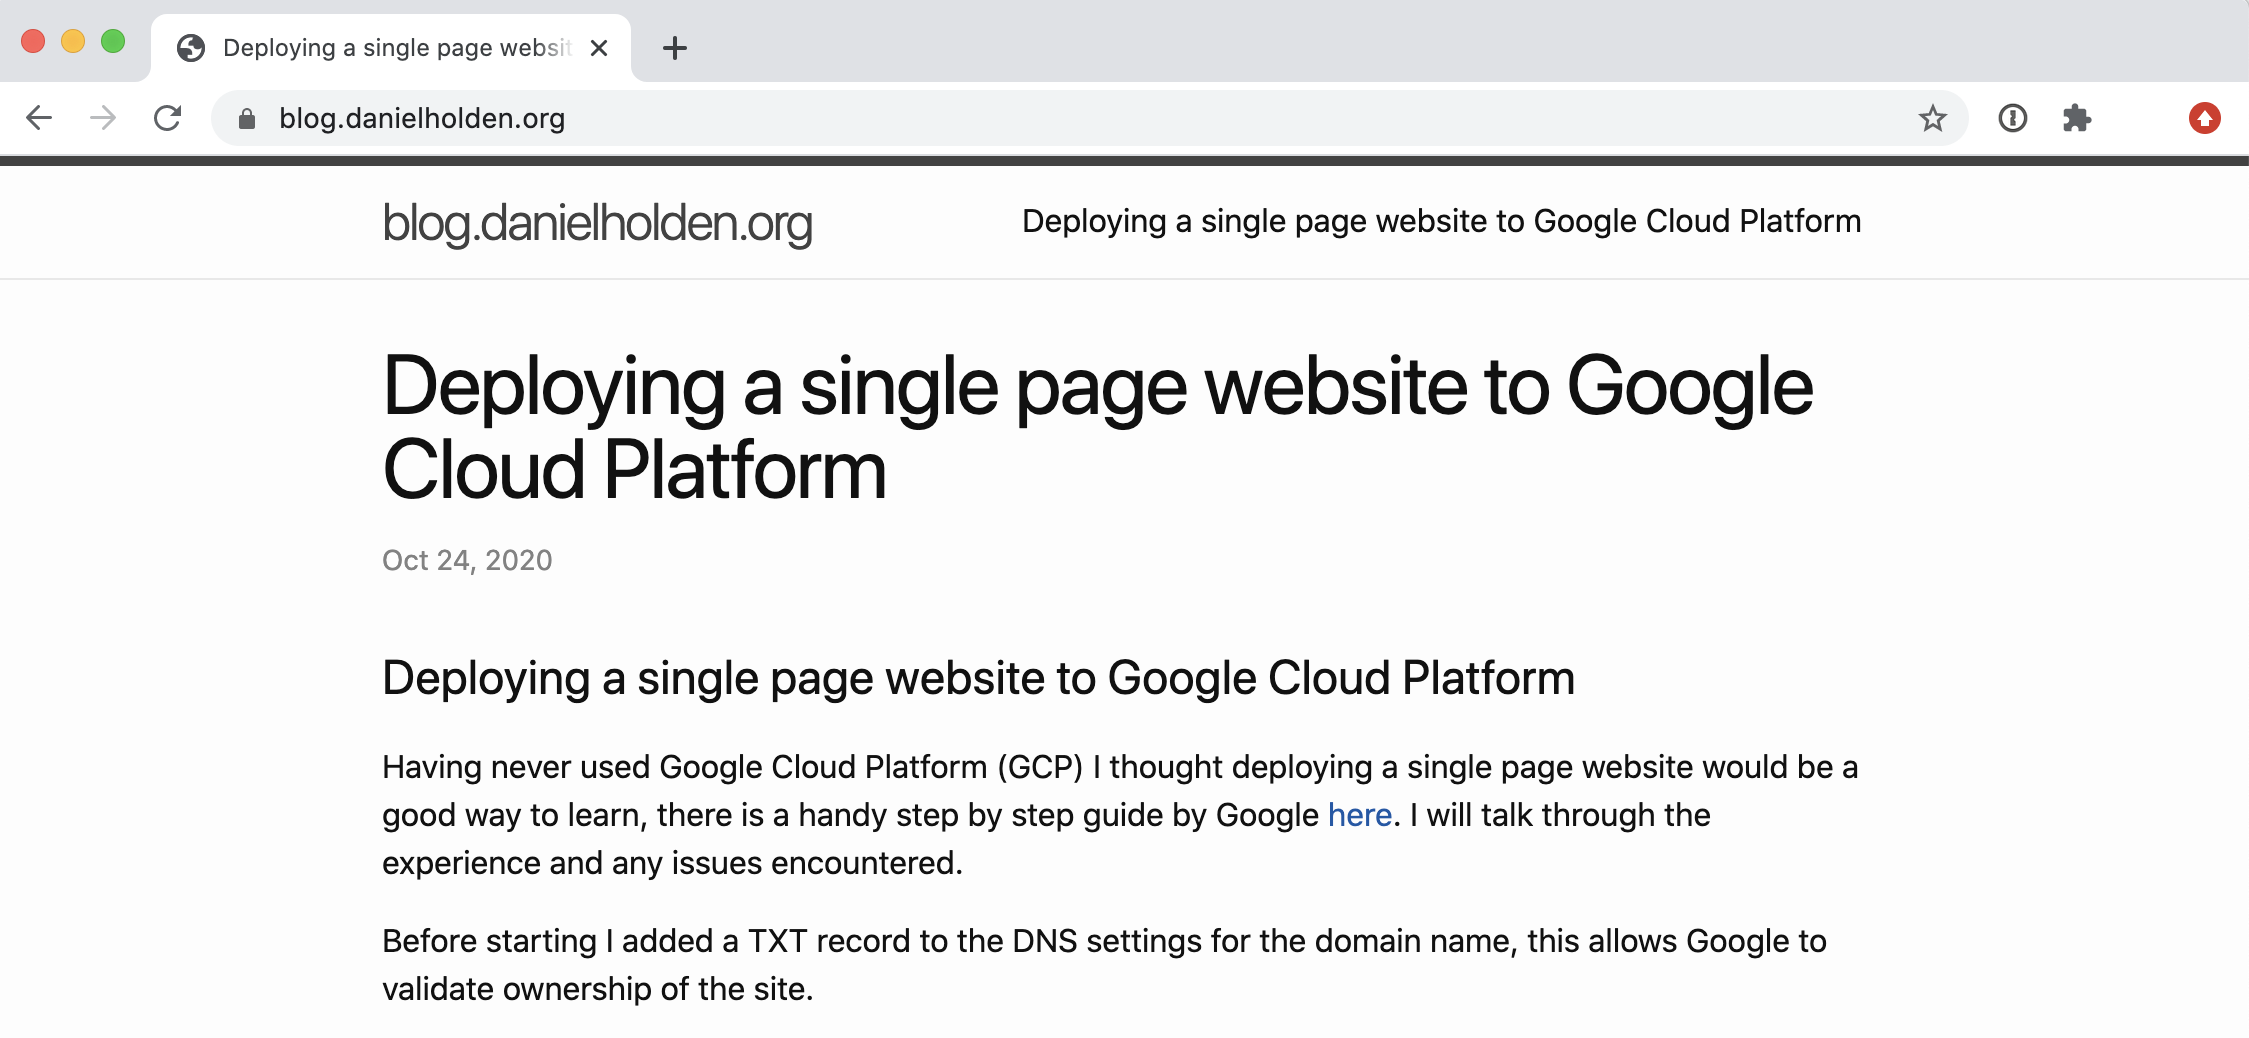 Deploying a single page websit
blog.danielholden.org
blog.danielholden.org
Deploying a single page website to Google Cloud Platform
Deploying a single page website to Google
Cloud Platform
Oct 24, 2020
Deploying a single page website to Google Cloud Platform
Having never used Google Cloud Platform (GCP) I thought deploying a single page website would be a
good way to learn, there is a handy step by step guide by Google here. I will talk through the
experience and any issues encountered.
Before starting I added a TXT record to the DNS settings for the domain name, this allows Google to
validate ownership of the site.